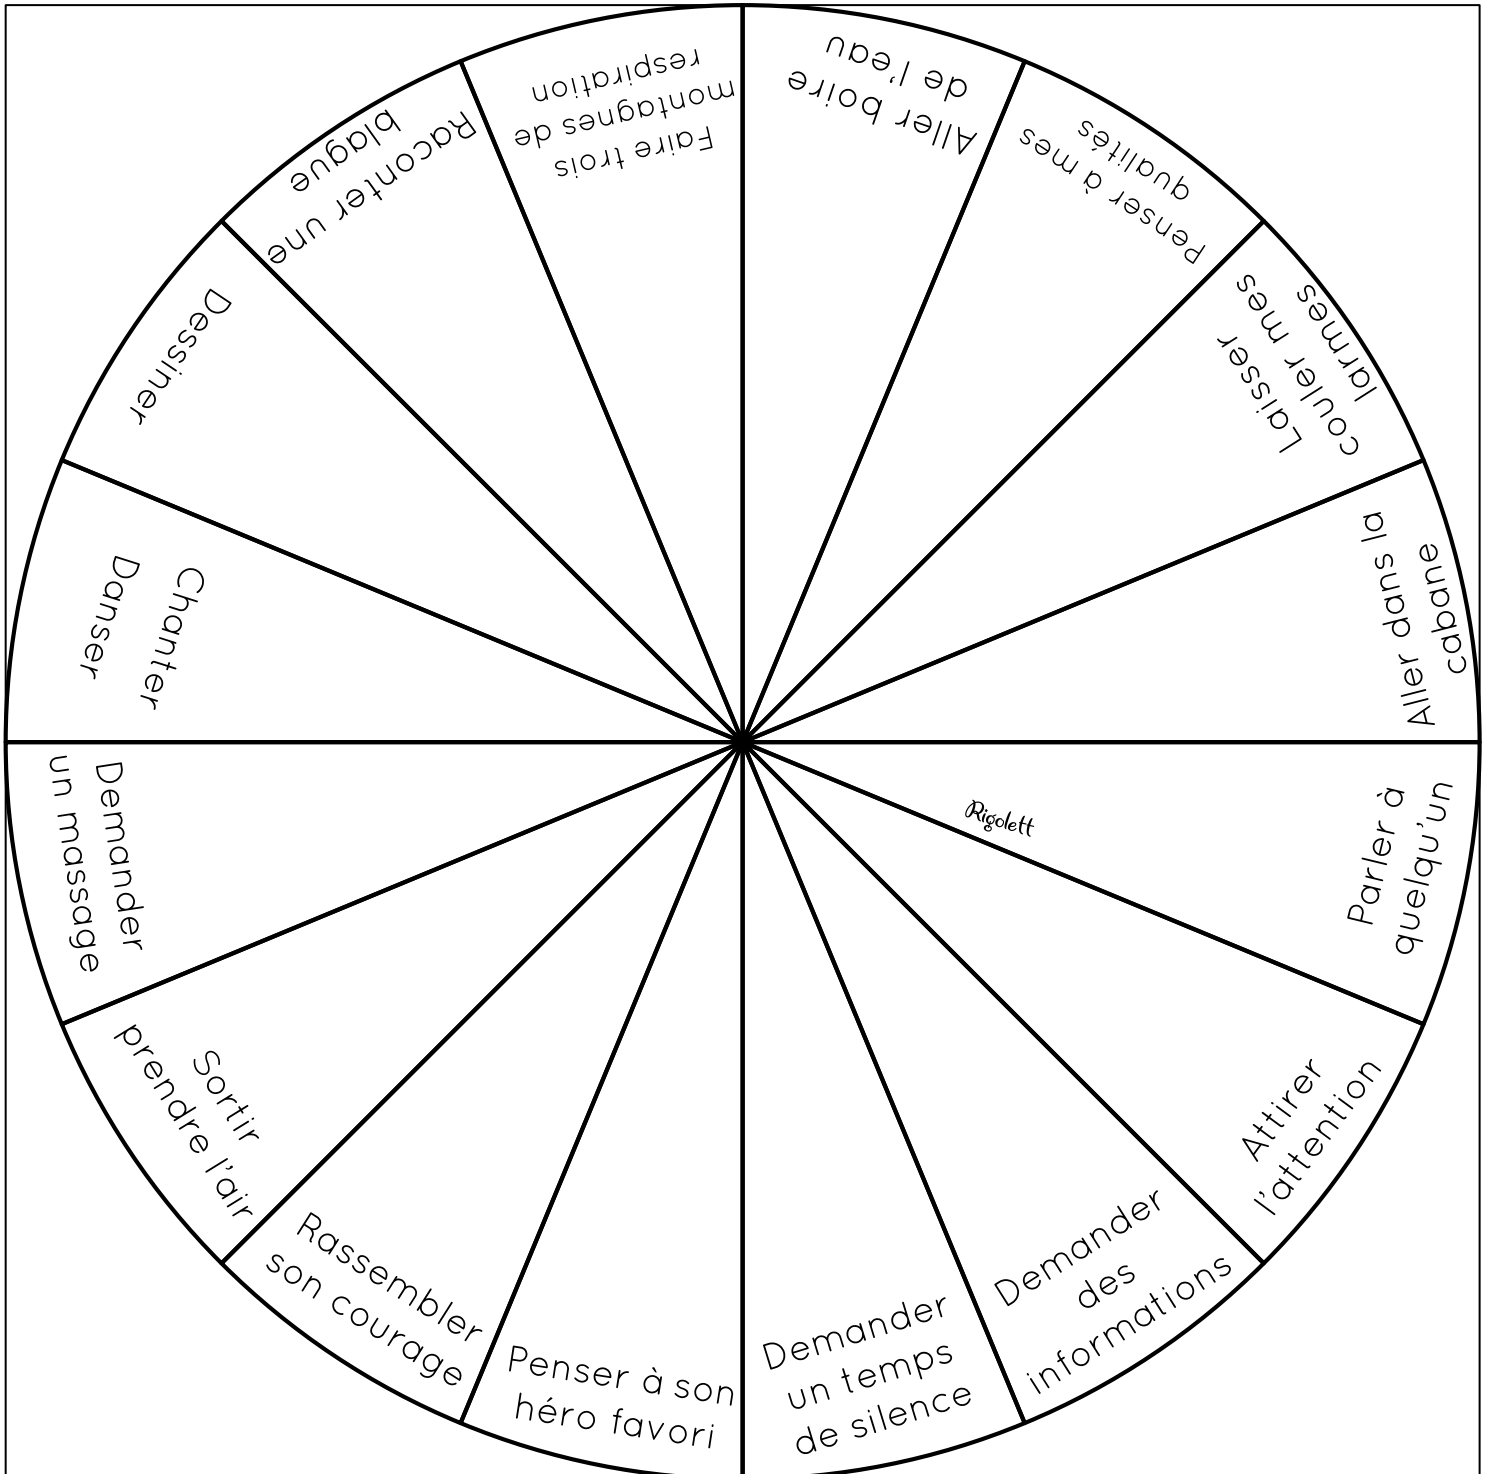 Aller boire
de l'eau
Penser à mes
qualités
Laisser
couler mes
larmes
Aller dans la
cabane
Parler à
quelqu'un
Rigolett
Attirer
l'attention
Demander
des
informations
Demander
un temps
de silence
Penser à son
héro favori
Rassembler
son courage
Sortir
prendre l'air
Demander
un massage
Chanter
Danser
Dessiner
Raconter une
blague
Faire trois
montagnes de
respiration